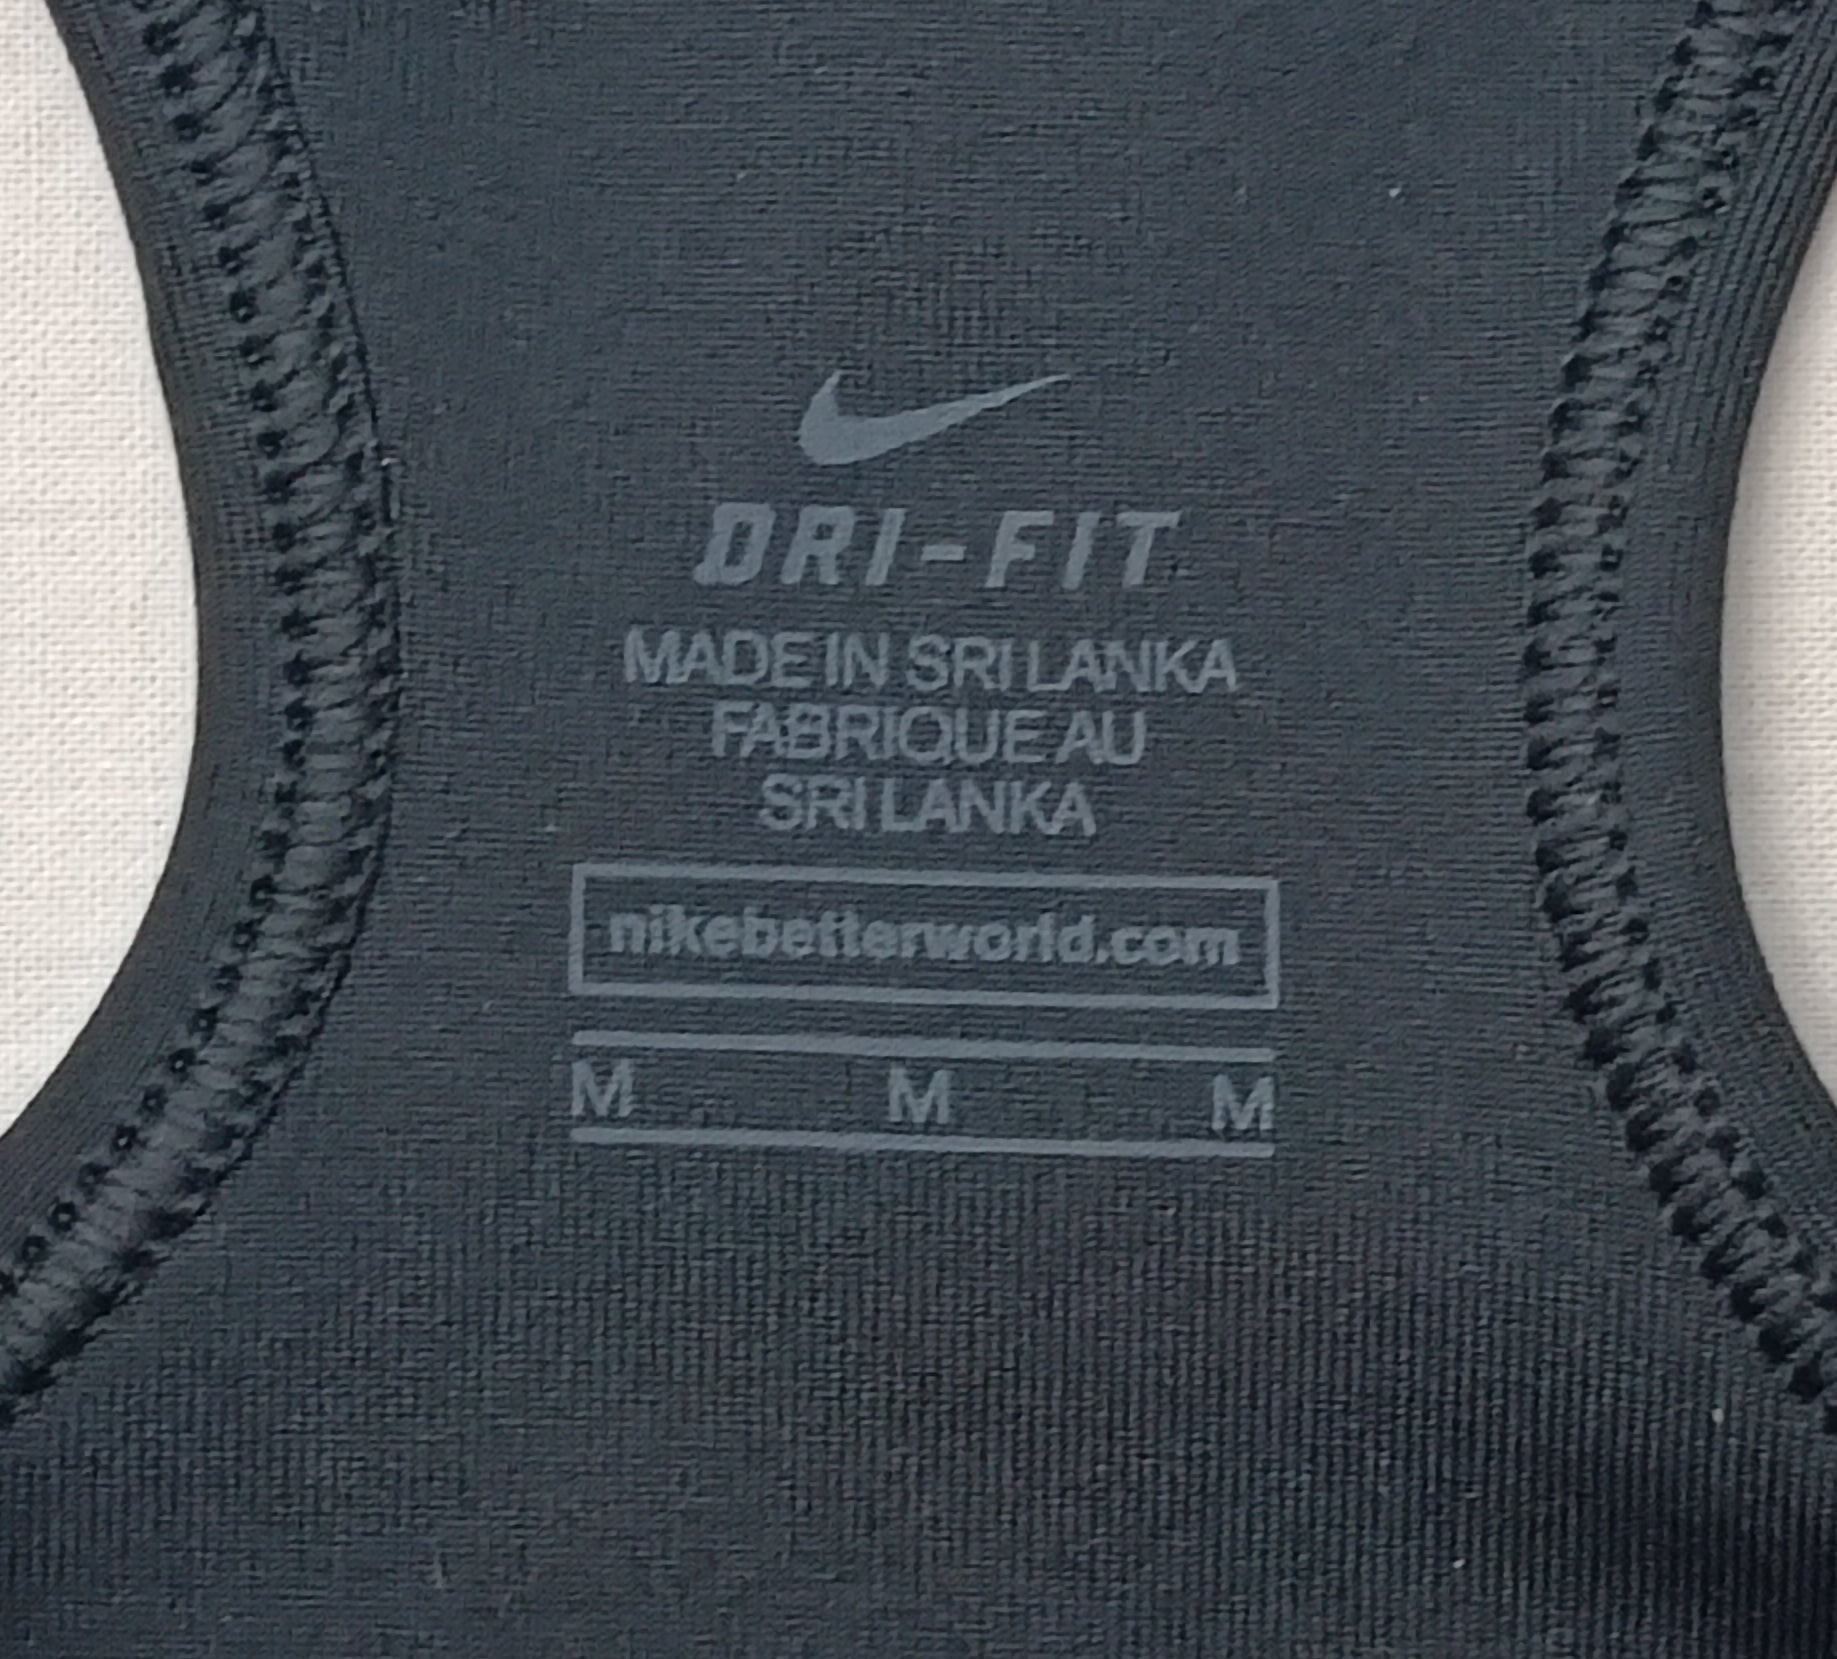 DRI-FIT
MADE IN SRI LANKA
FABRIQUE AU
SRI LANKA
nikebetterworld.com
M M M